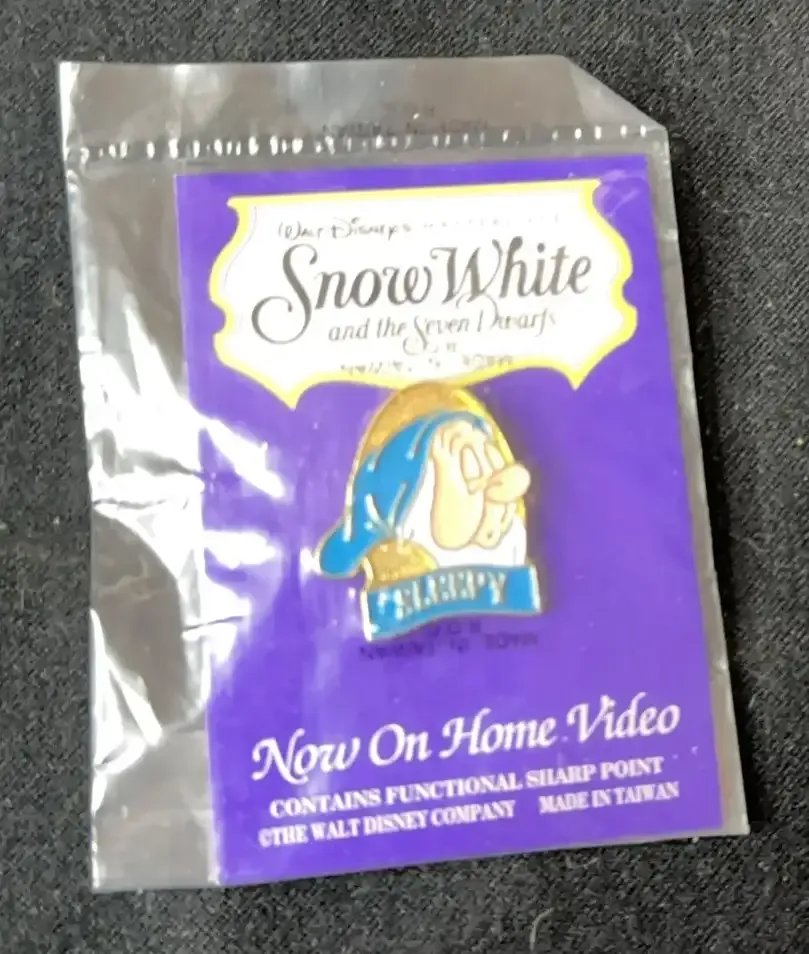 Walt Disney's MASTERPIECE
Snow White
and the Seven Dwarfs
SLEEPY
Now On Home Video
CONTAINS FUNCTIONAL SHARP POINT
©THE WALT DISNEY COMPANY MADE IN TAIWAN